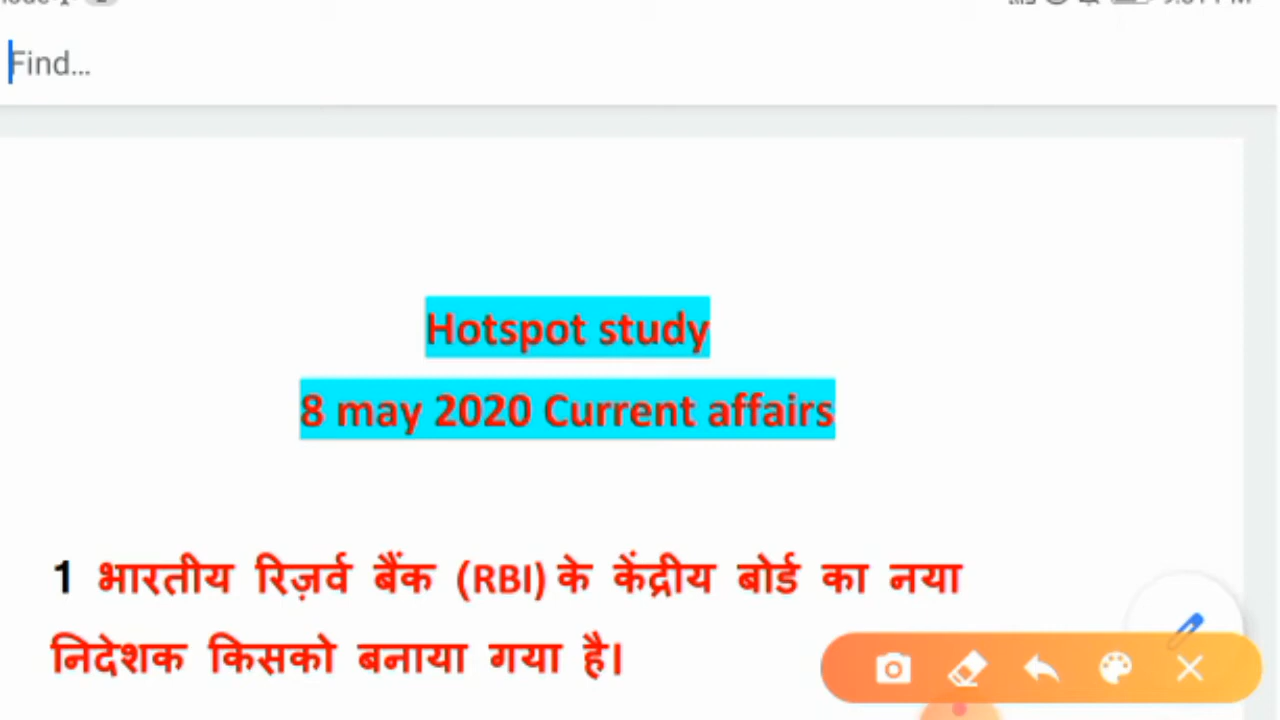 Find...
Hotspot study
8 may 2020 Current affairs
1 भारतीय रिज़र्व बैंक (RBI) के केंद्रीय बोर्ड का नया
निदेशक किसको बनाया गया है।